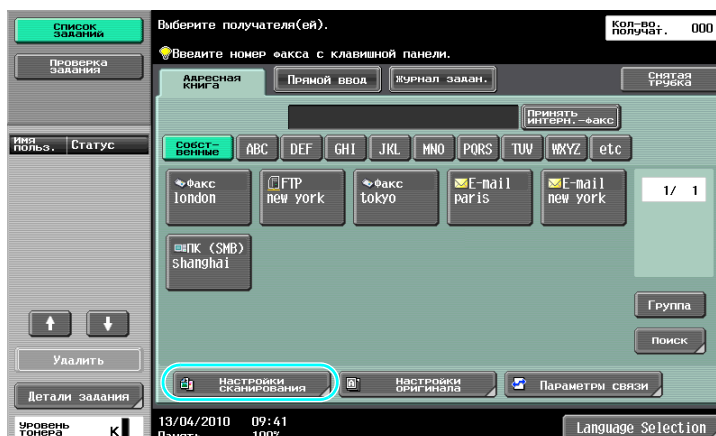 Список
заданий
Проверка
задания
Имя
польз.
Статус
Удалить
Детали задания
Уровень
тонера
K
Выберите получателя(ей).
Кол-во.
получат.
000
Введите номер факса с клавишной панели.
Адресная
книга
Прямой ввод
Журнал задан.
Снятая
трубка
Принять
интерн.-факс
Собст-
венные
ABC
DEF
GHI
JKL
MNO
PQRS
TUV
WXYZ
etc
Факс
london
FTP
new york
Факс
tokyo
E-mail
paris
E-mail
new york
1/ 1
ПК (SMB)
shanghai
Группа
Поиск
Настройки
сканирования
Настройки
оригинала
Параметры связи
13/04/2010 09:41
Память 100%
Language Selection